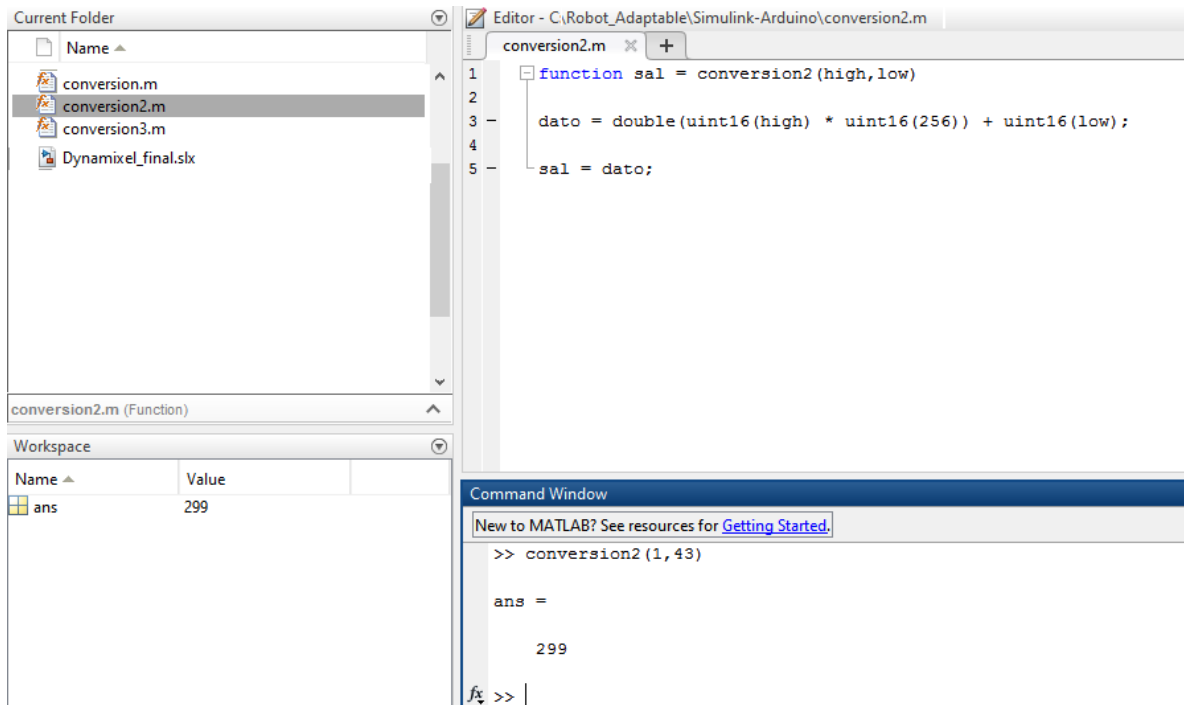 Current Folder
Name
conversion.m
conversion2.m
conversion3.m
Dynamixel_final.slx
conversion2.m (Function)
Workspace
Name Value
ans 299
Editor - C:\Robot_Adaptable\Simulink-Arduino\conversion2.m
conversion2.m × +
1 function sal = conversion2(high,low)
2
3 - dato = double(uint16(high) * uint16(256)) + uint16(low);
4
5 - sal = dato;
Command Window
New to MATLAB? See resources for Getting Started.
>> conversion2(1,43)
ans =
299
fx >>